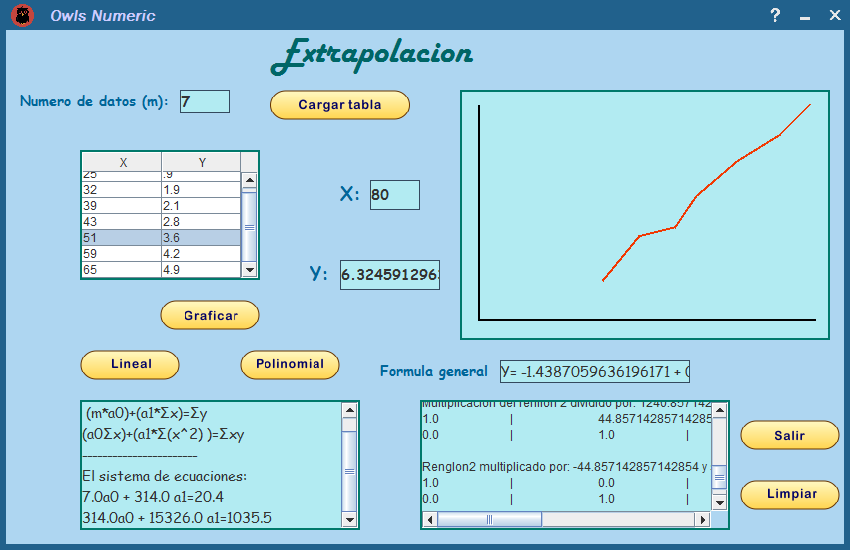 Owls Numeric
?
Extrapolacion
Numero de datos (m): 7
Cargar tabla
X Y
25 .9
32 1.9
39 2.1
43 2.8
51 3.6
59 4.2
65 4.9
X: 80
Y: 6.324591296
Graficar
Lineal
Polinomial
Formula general Y= -1.4387059636196171 + 
(m*a0)+(a1*Σx)=Σy
(a0Σx)+(a1*Σ(x^2) )=Σxy
-----------------------
El sistema de ecuaciones:
7.0a0 + 314.0 a1=20.4
314.0a0 + 15326.0 a1=1035.5
Multiplicacion del renlion 2 dividido por: 1240.857142
1.0 | 44.85714285714285
0.0 | 1.0 |
Renglon2 multiplicado por: -44.857142857142854 y
1.0 | 0.0 |
0.0 | 1.0 |
Salir
Limpiar